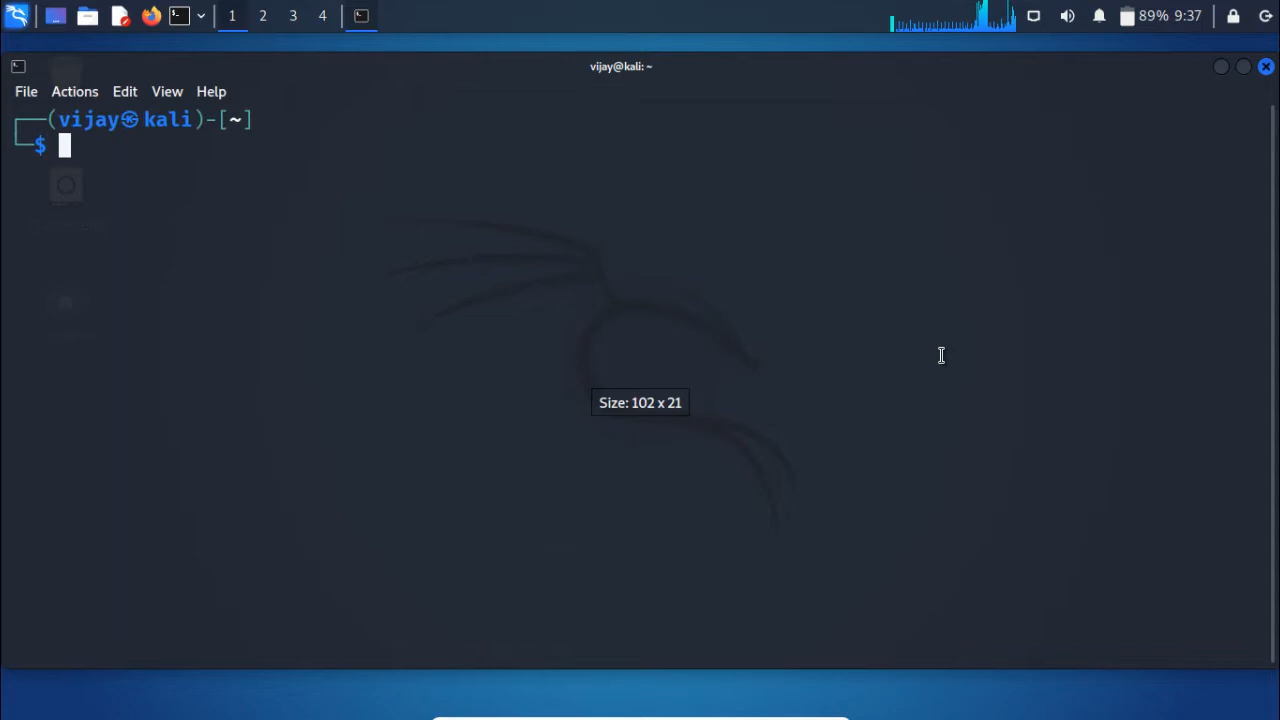 1 2 3 4 89% 9:37
vijay@kali: ~
File Actions Edit View Help
┌──(vijay㉿kali)-[~]
└─$
Size: 102 x 21